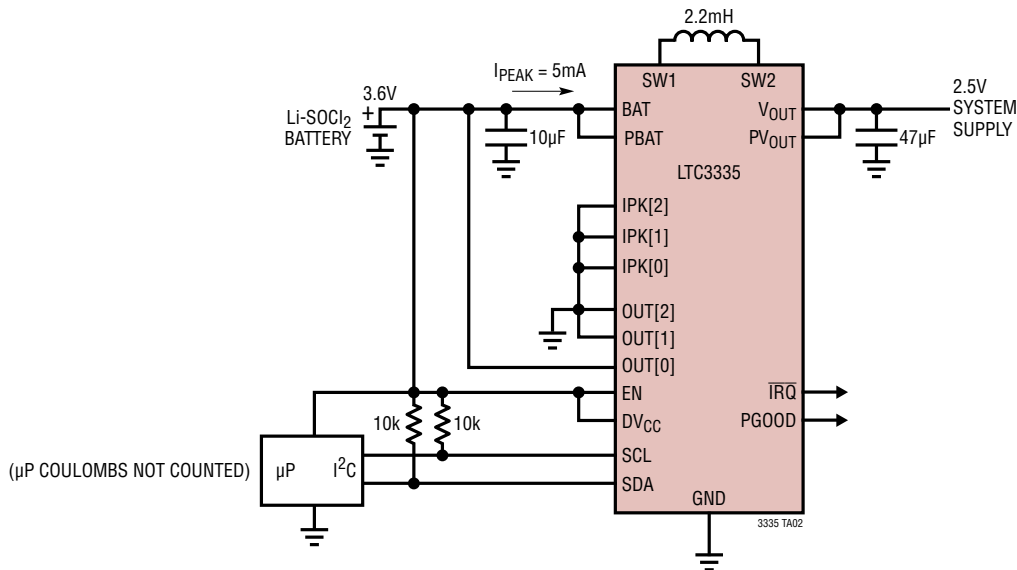 2.2mH
SW1 SW2
I_PEAK = 5mA
3.6V
+
Li-SOCl₂
BATTERY
10µF
BAT
PBAT
V_OUT
PV_OUT
2.5V
SYSTEM
SUPPLY
47µF
LTC3335
IPK[2]
IPK[1]
IPK[0]
OUT[2]
OUT[1]
OUT[0]
EN
DV_CC
SCL
SDA
IRQ
PGOOD
GND
10k 10k
(µP COULOMBS NOT COUNTED)
µP I²C
3335 TA02